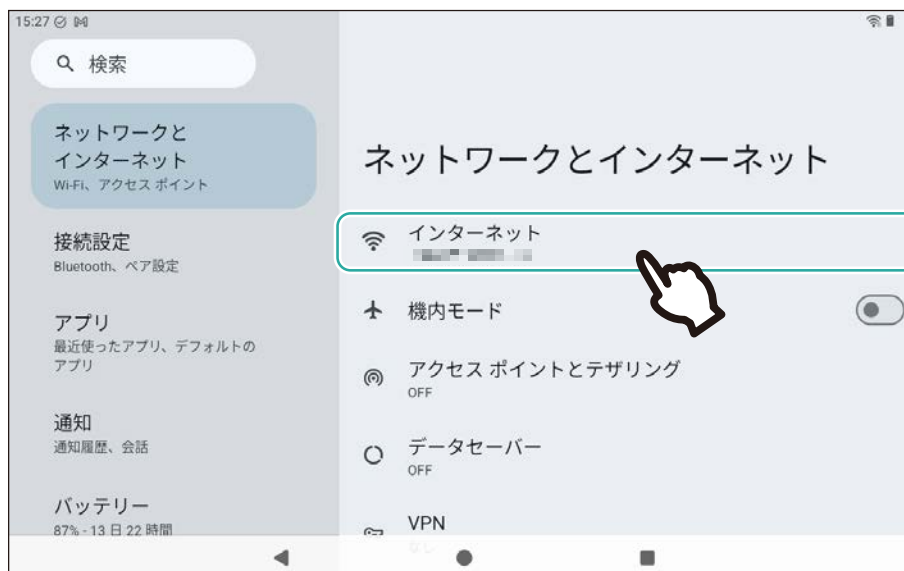 15:27
検索
ネットワークと
インターネット
Wi-Fi、アクセス ポイント
接続設定
Bluetooth、ペア設定
アプリ
最近使ったアプリ、デフォルトの
アプリ
通知
通知履歴、会話
バッテリー
87% - 13 日 22 時間
ネットワークとインターネット
インターネット
機内モード
アクセス ポイントとテザリング
OFF
データセーバー
OFF
VPN
なし